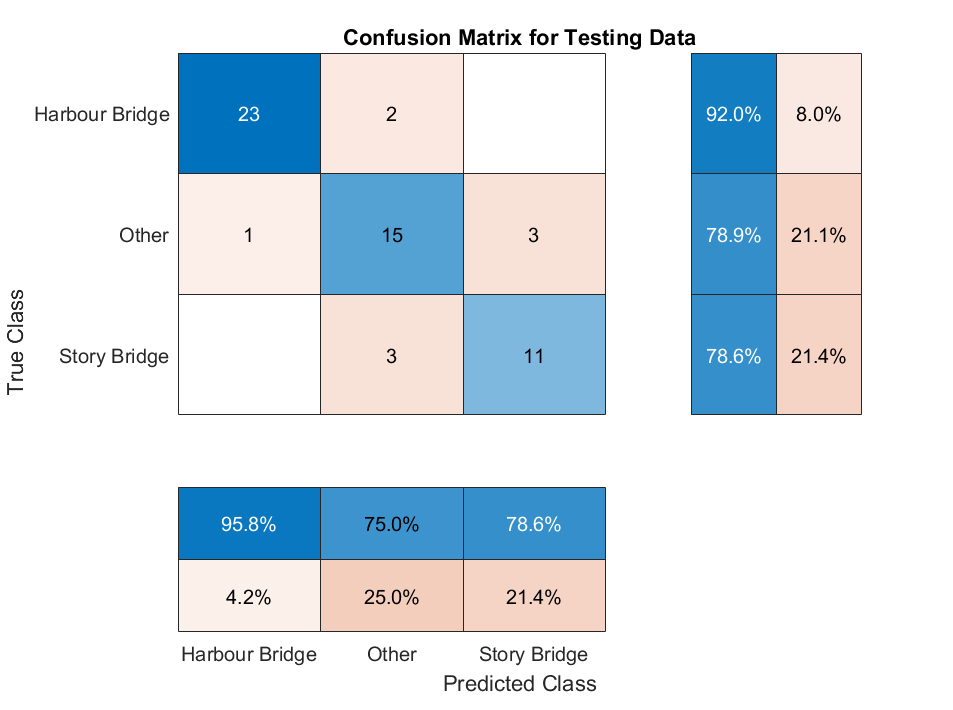 Confusion Matrix for Testing Data
Harbour Bridge 23 2 92.0% 8.0%
Other 1 15 3 78.9% 21.1%
Story Bridge 3 11 78.6% 21.4%
True Class
95.8% 75.0% 78.6%
4.2% 25.0% 21.4%
Harbour Bridge Other Story Bridge
Predicted Class